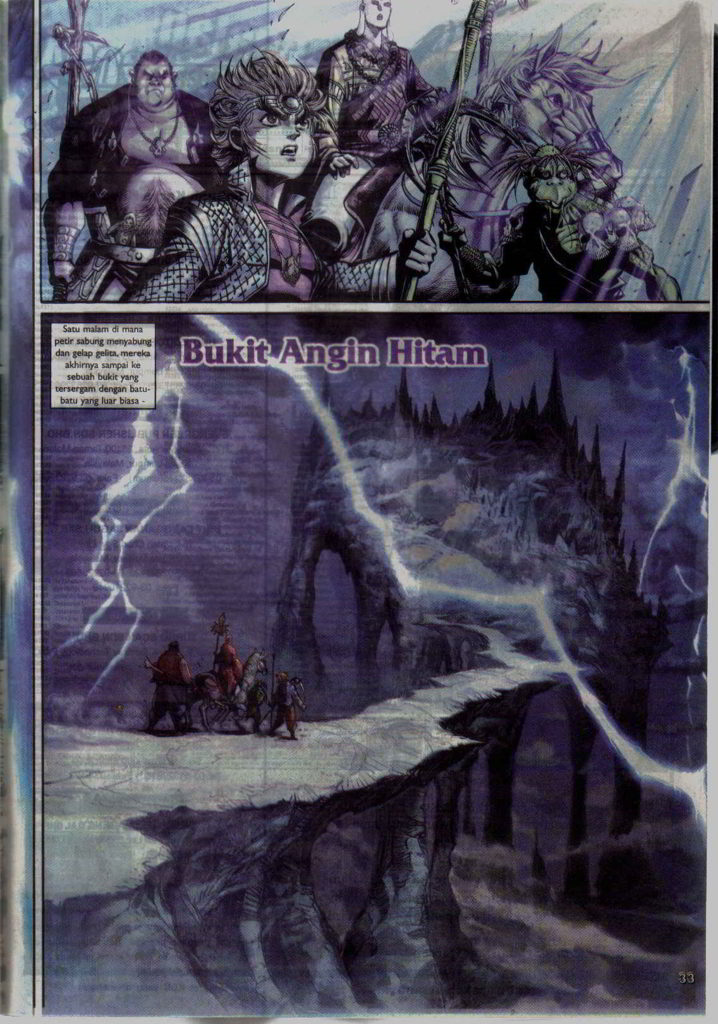 Satu malam di mana
petir sabung menyabung
dan gelap gelita, mereka
akhirnya sampai ke
sebuah bukit yang
tersergam dengan batu-
batu yang luar biasa -
Bukit Angin Hitam
33